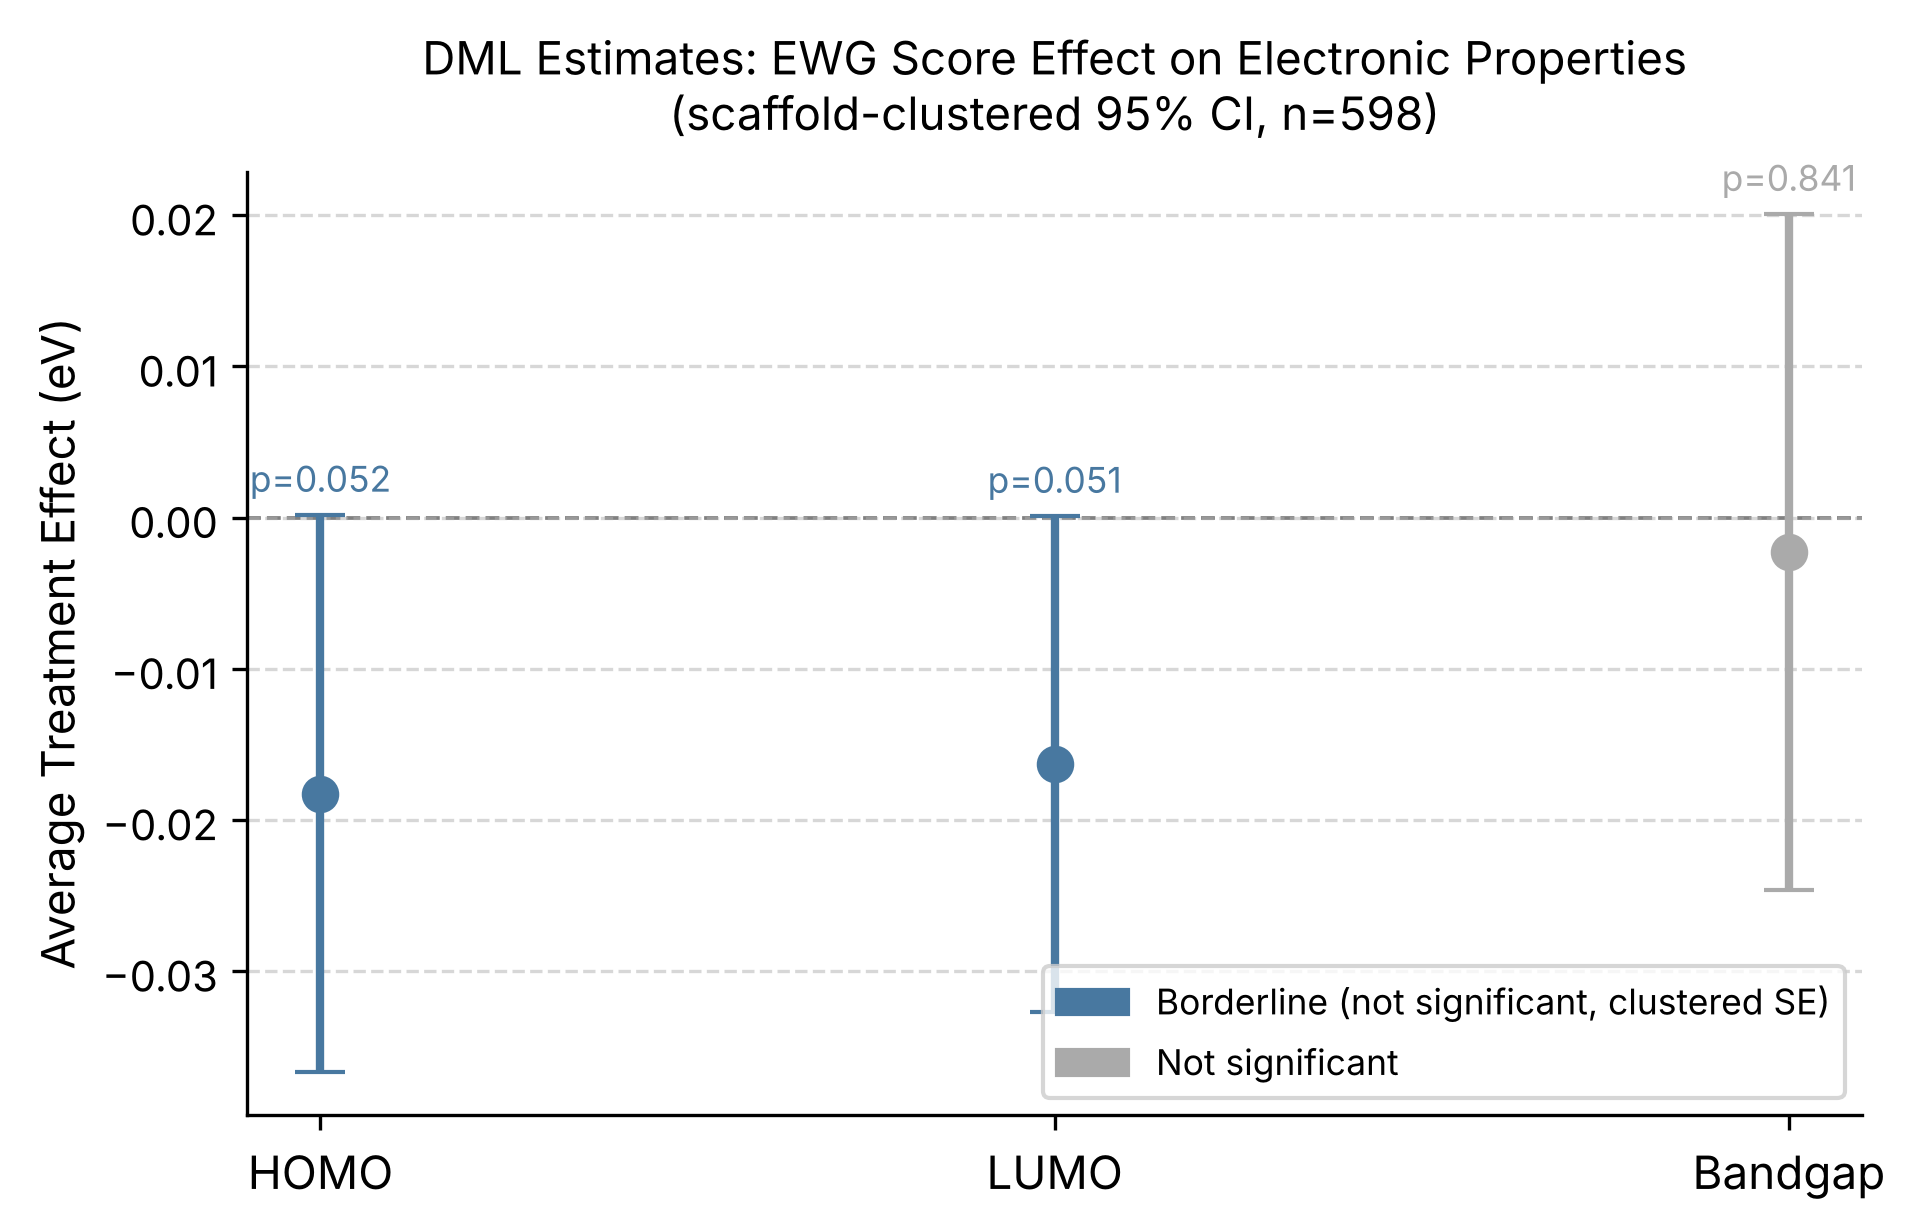 DML Estimates: EWG Score Effect on Electronic Properties
(scaffold-clustered 95% CI, n=598)
Average Treatment Effect (eV)
0.02
0.01
0.00
−0.01
−0.02
−0.03
p=0.052
p=0.051
p=0.841
Borderline (not significant, clustered SE)
Not significant
HOMO
LUMO
Bandgap